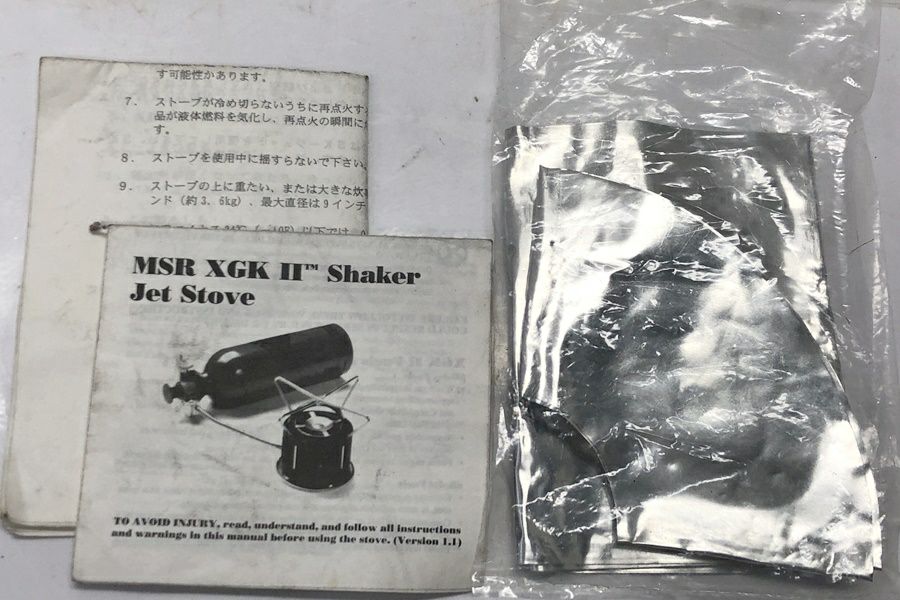 す可能性があります。
7. ストーブが冷め切らないうちに再点火す
品が液体燃料を気化し、再点火の瞬間に
す。
8. ストーブを使用中に揺すらないで下さい
9. ストーブの上に重たい、または大きな炊
ンド(約3.6kg)、最大直径は9インチ
MSR XGK II™ Shaker
Jet Stove
TO AVOID INJURY, read, understand, and follow all instructions
and warnings in this manual before using the stove. (Version 1.1)